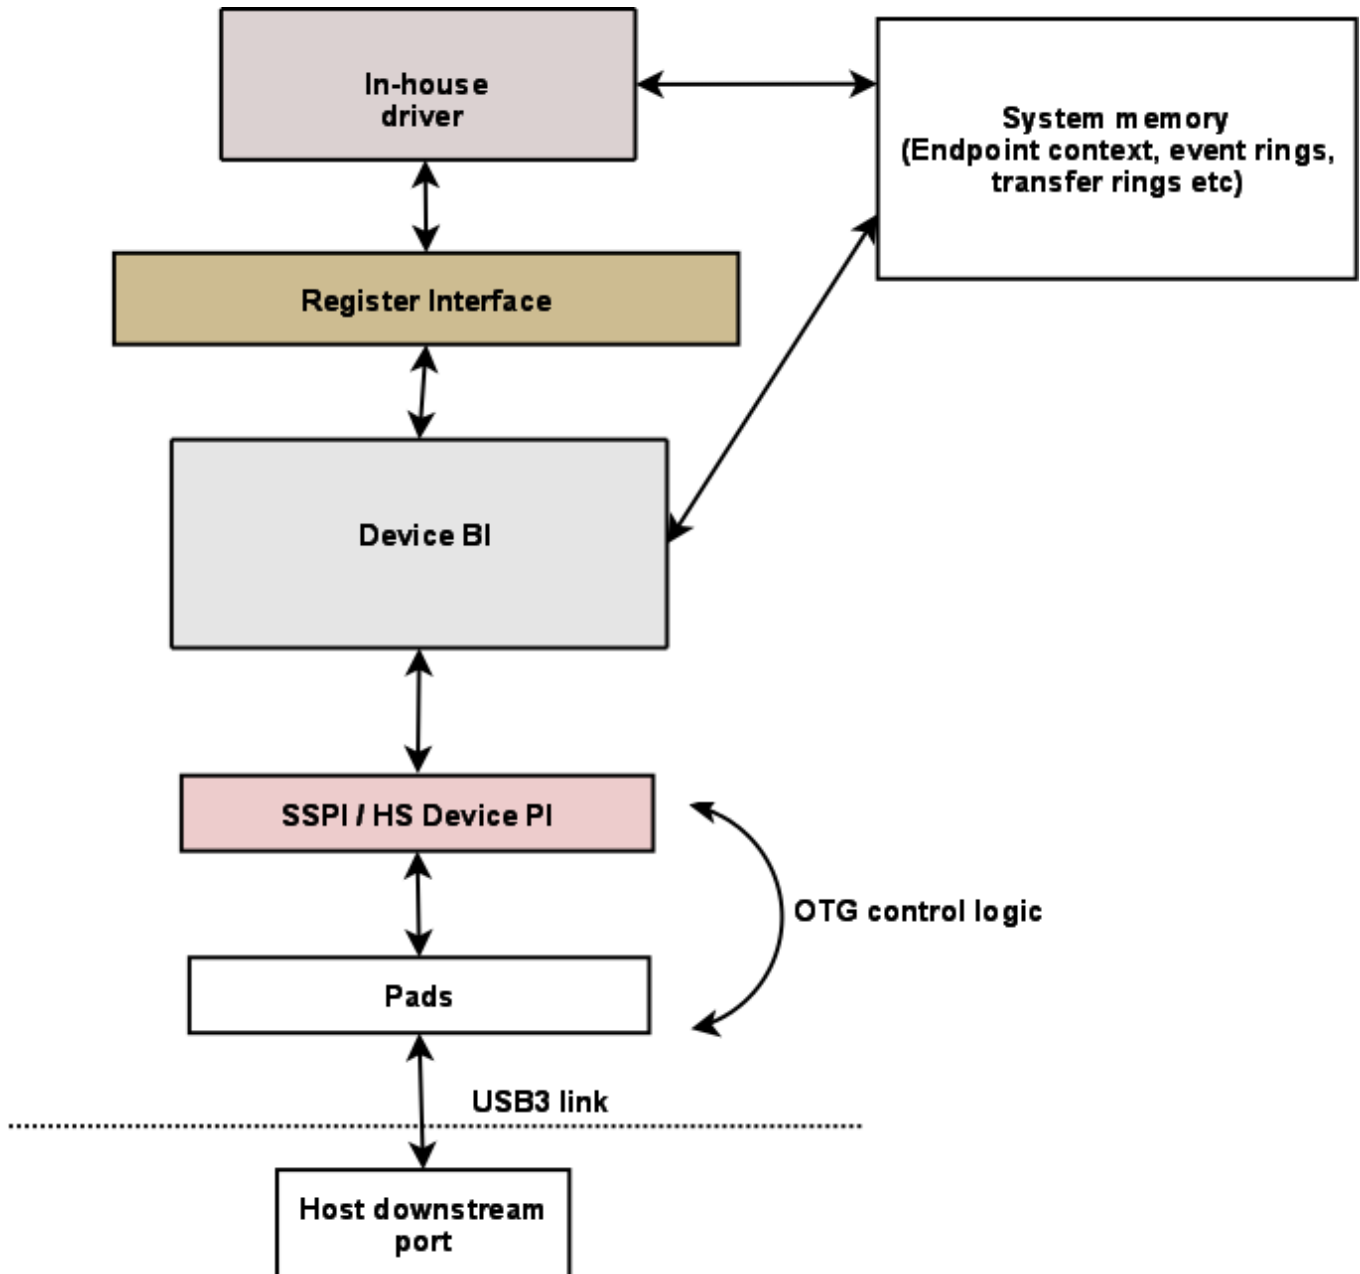 In-house
driver
System memory
(Endpoint context, event rings,
transfer rings etc)
Register Interface
Device BI
SSPI / HS Device PI
OTG control logic
Pads
USB3 link
Host downstream
port